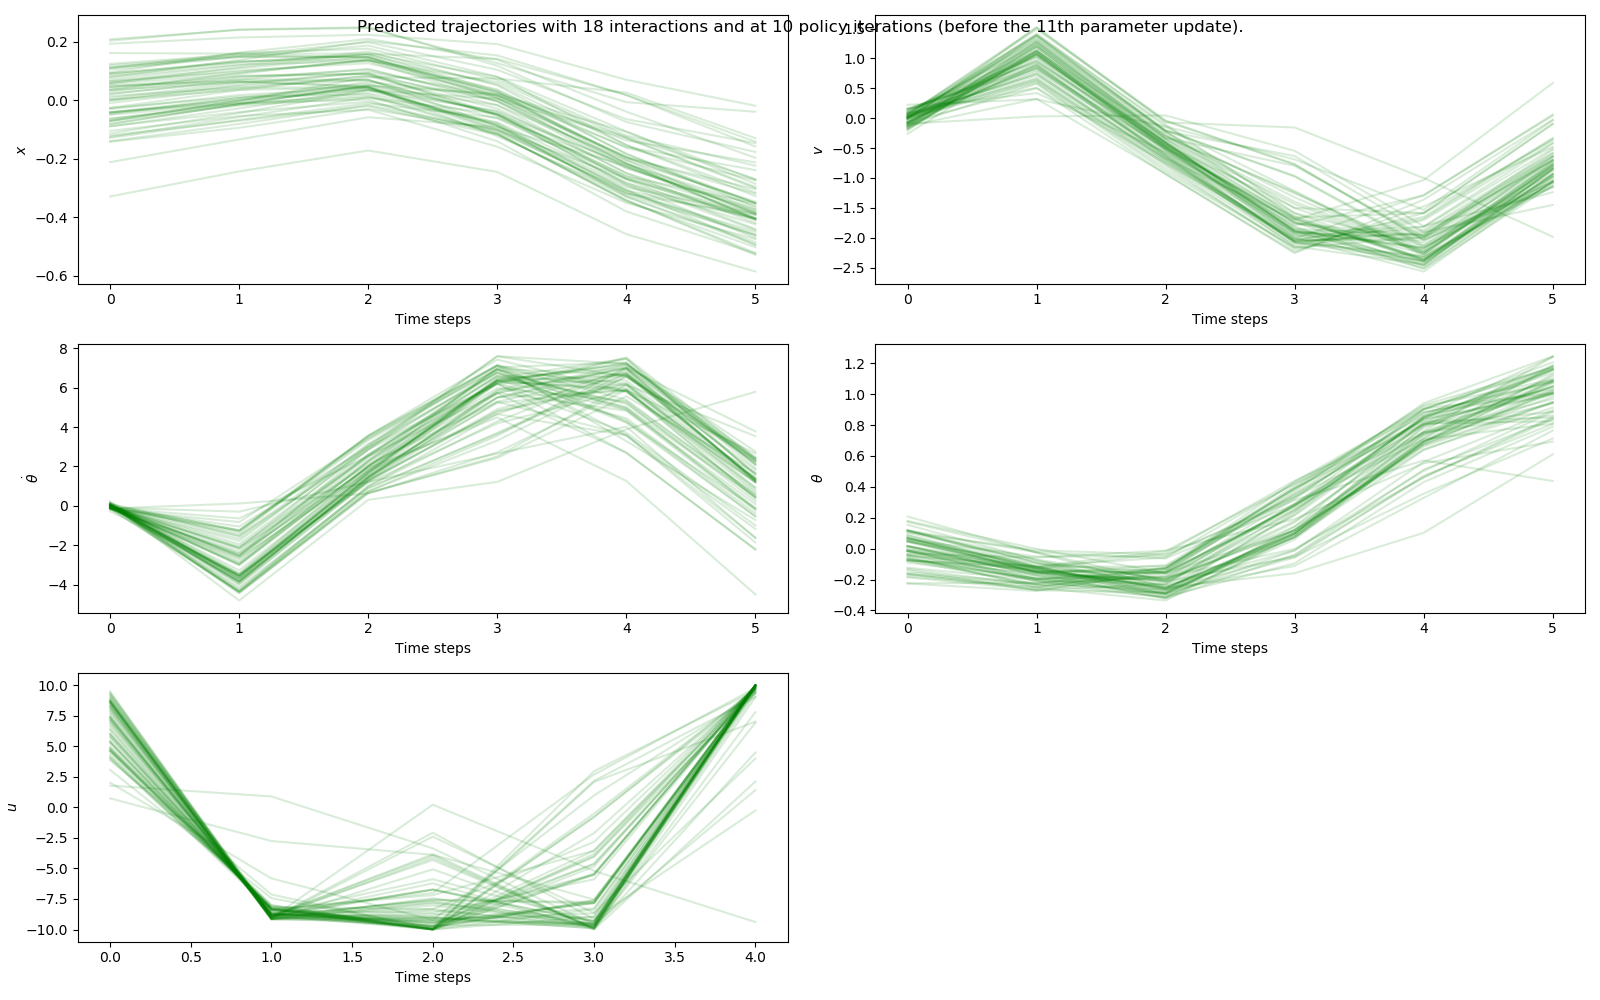 Predicted trajectories with 18 interactions and at 10 policy iterations (before the 11th parameter update).
0.2
0.0
−0.2
−0.4
−0.6
x
0 1 2 3 4 5
Time steps
1.5
1.0
0.5
0.0
−0.5
−1.0
−1.5
−2.0
−2.5
v
0 1 2 3 4 5
Time steps
8
6
4
2
0
−2
−4
θ̇
0 1 2 3 4 5
Time steps
1.2
1.0
0.8
0.6
0.4
0.2
0.0
−0.2
−0.4
θ
0 1 2 3 4 5
Time steps
10.0
7.5
5.0
2.5
0.0
−2.5
−5.0
−7.5
−10.0
u
0.0 0.5 1.0 1.5 2.0 2.5 3.0 3.5 4.0
Time steps